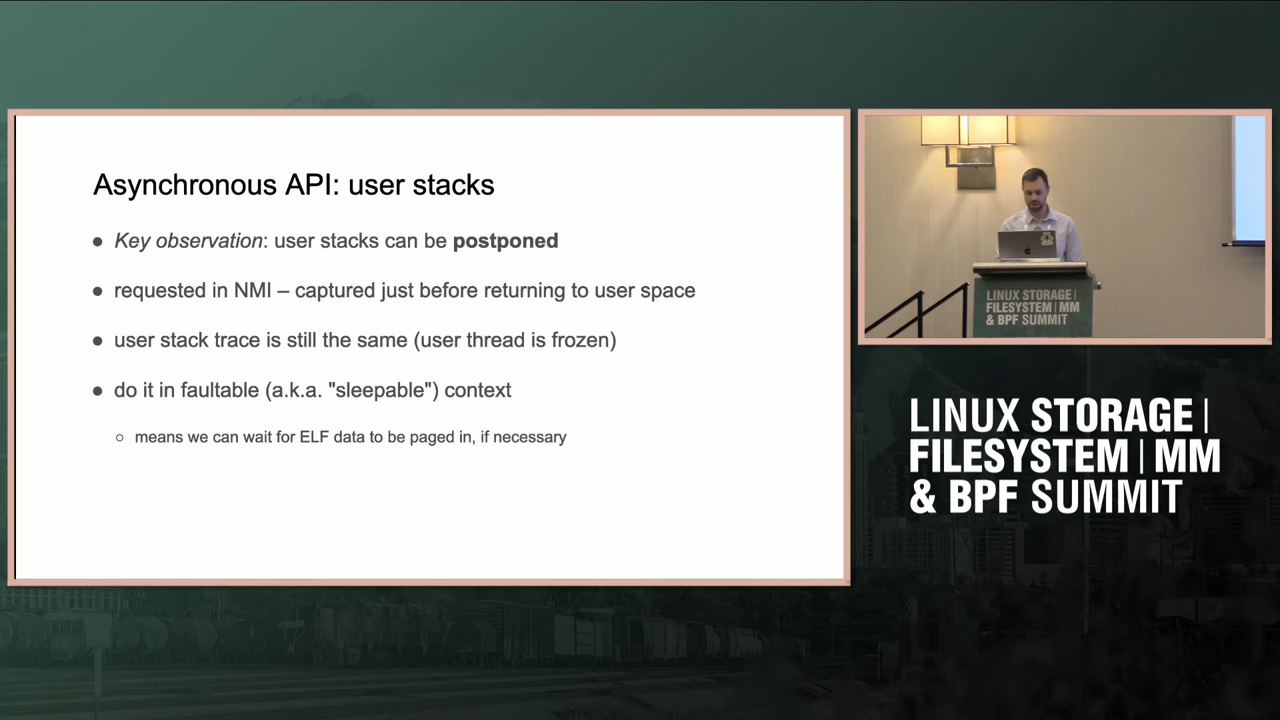 Asynchronous API: user stacks
● Key observation: user stacks can be postponed
● requested in NMI – captured just before returning to user space
● user stack trace is still the same (user thread is frozen)
● do it in faultable (a.k.a. "sleepable") context
○ means we can wait for ELF data to be paged in, if necessary
LINUX STORAGE |
FILESYSTEM | MM
& BPF SUMMIT
LINUX STORAGE |
FILESYSTEM | MM
& BPF SUMMIT